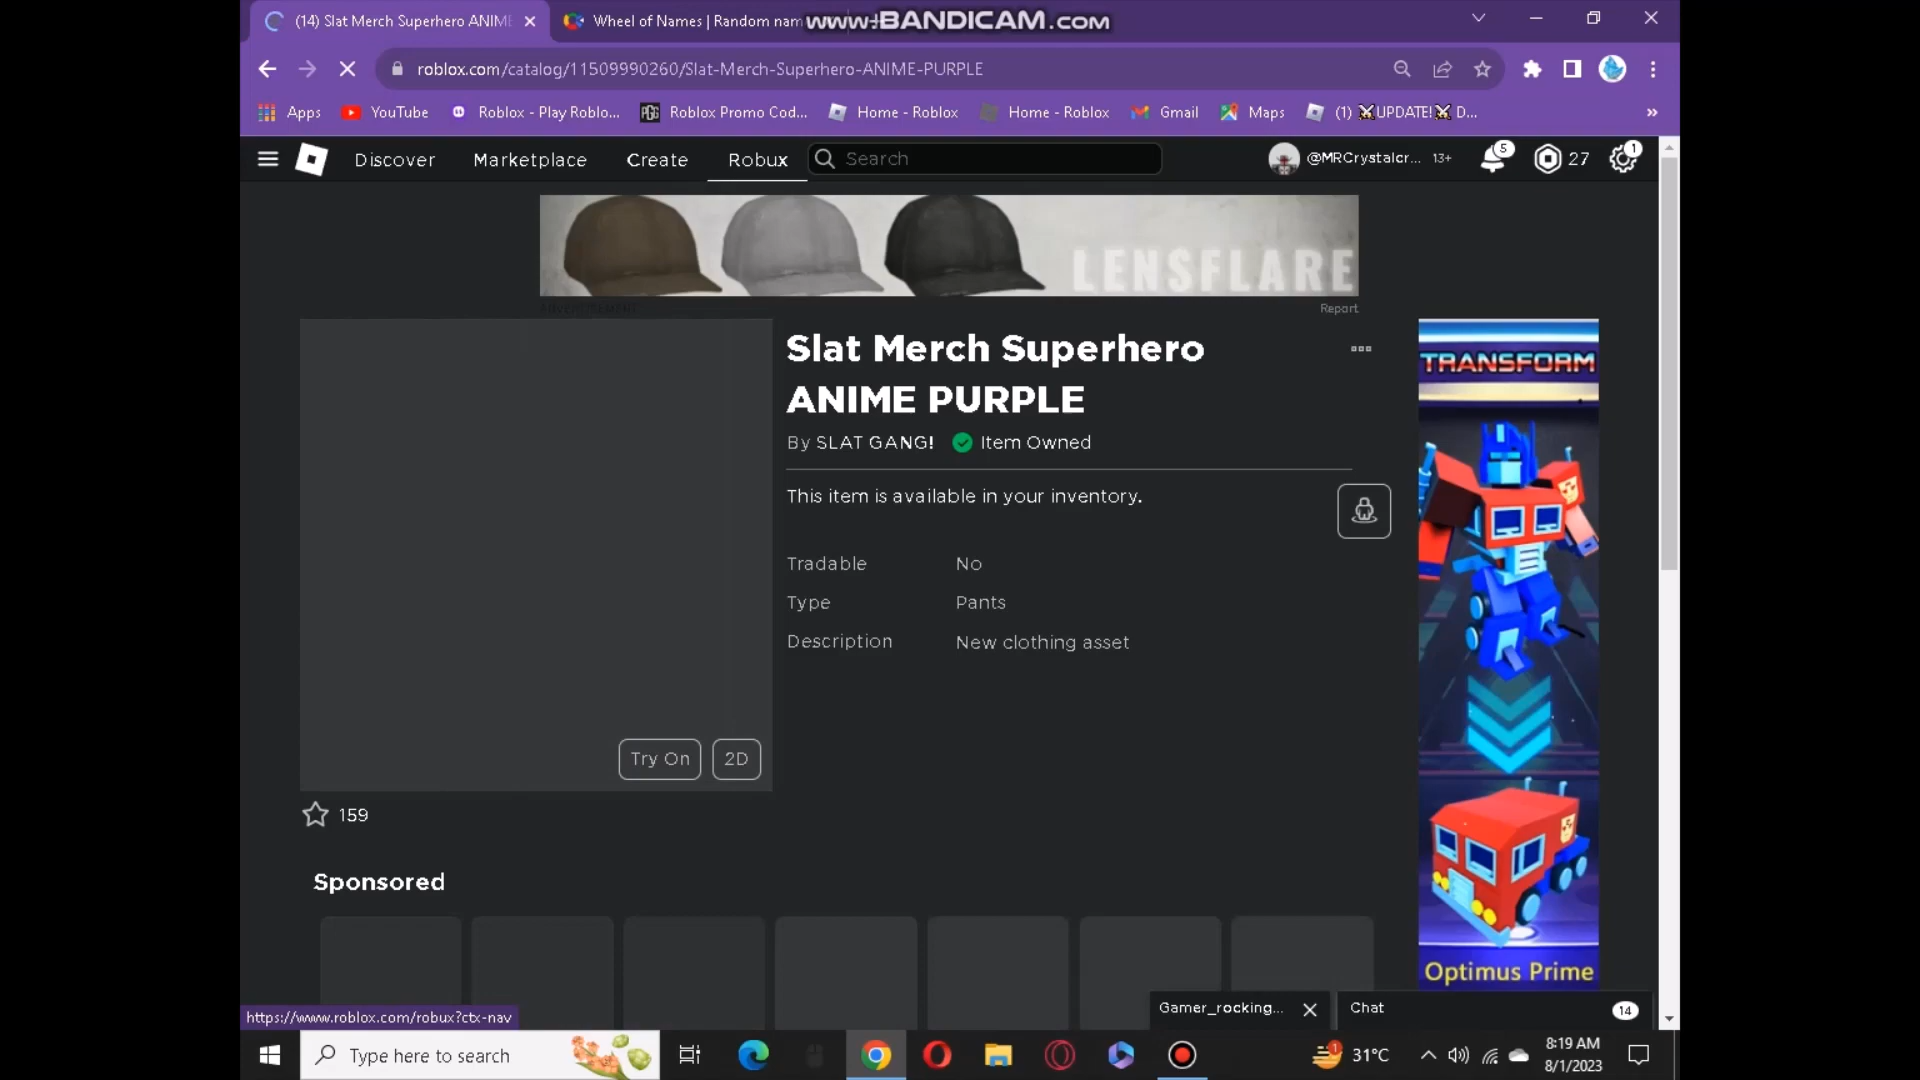 (14) Slat Merch Superhero ANIME
Wheel of Names | Random nam
www.BANDICAM.com
roblox.com/catalog/11509990260/Slat-Merch-Superhero-ANIME-PURPLE
Apps
YouTube
Roblox - Play Roblo...
PGG
Roblox Promo Cod...
Home - Roblox
Home - Roblox
Gmail
Maps
(1) ⚔UPDATE!⚔ D...
»
Discover
Marketplace
Create
Robux
Search
@MRCrystalcr...
13+
5
27
1
LENSFLARE
ADVERTISEMENT
Report
Slat Merch Superhero
ANIME PURPLE
By SLAT GANG!
Item Owned
This item is available in your inventory.
Tradable No
Type Pants
Description New clothing asset
Try On
2D
159
Sponsored
TRANSFORM
Optimus Prime
https://www.roblox.com/robux?ctx-nav
Gamer_rocking...
Chat
14
Type here to search
1
31°C
8:19 AM
8/1/2023